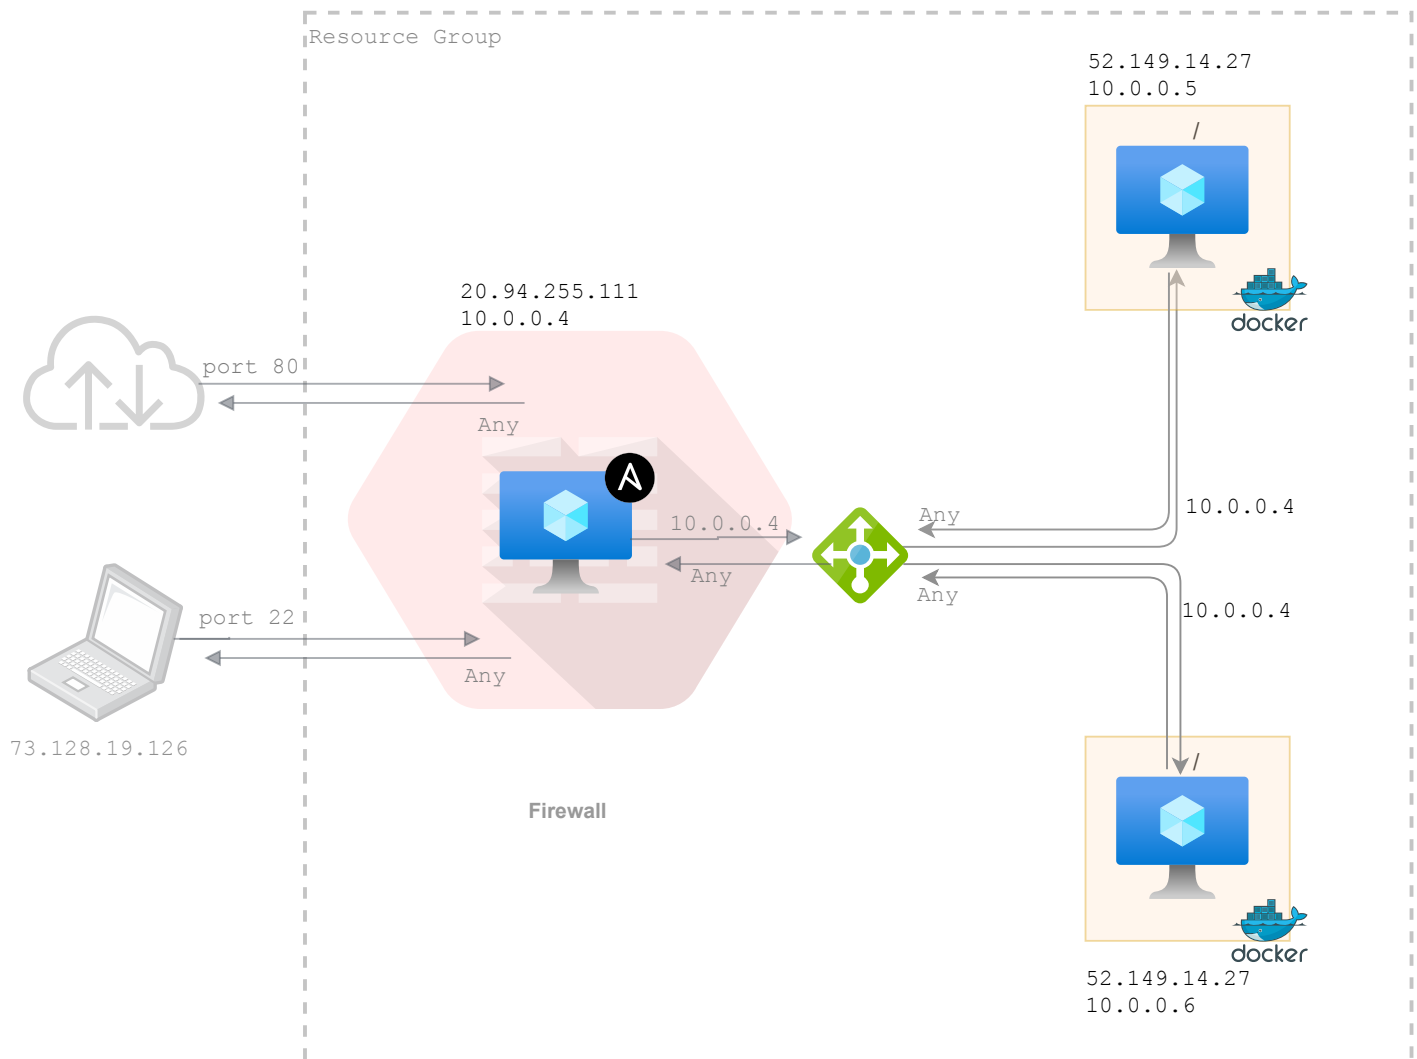 Resource Group
52.149.14.27
10.0.0.5
/
docker
20.94.255.111
10.0.0.4
port 80
Any
10.0.0.4
Any
Any
10.0.0.4
Any
10.0.0.4
port 22
Any
73.128.19.126
Firewall
/
docker
52.149.14.27
10.0.0.6